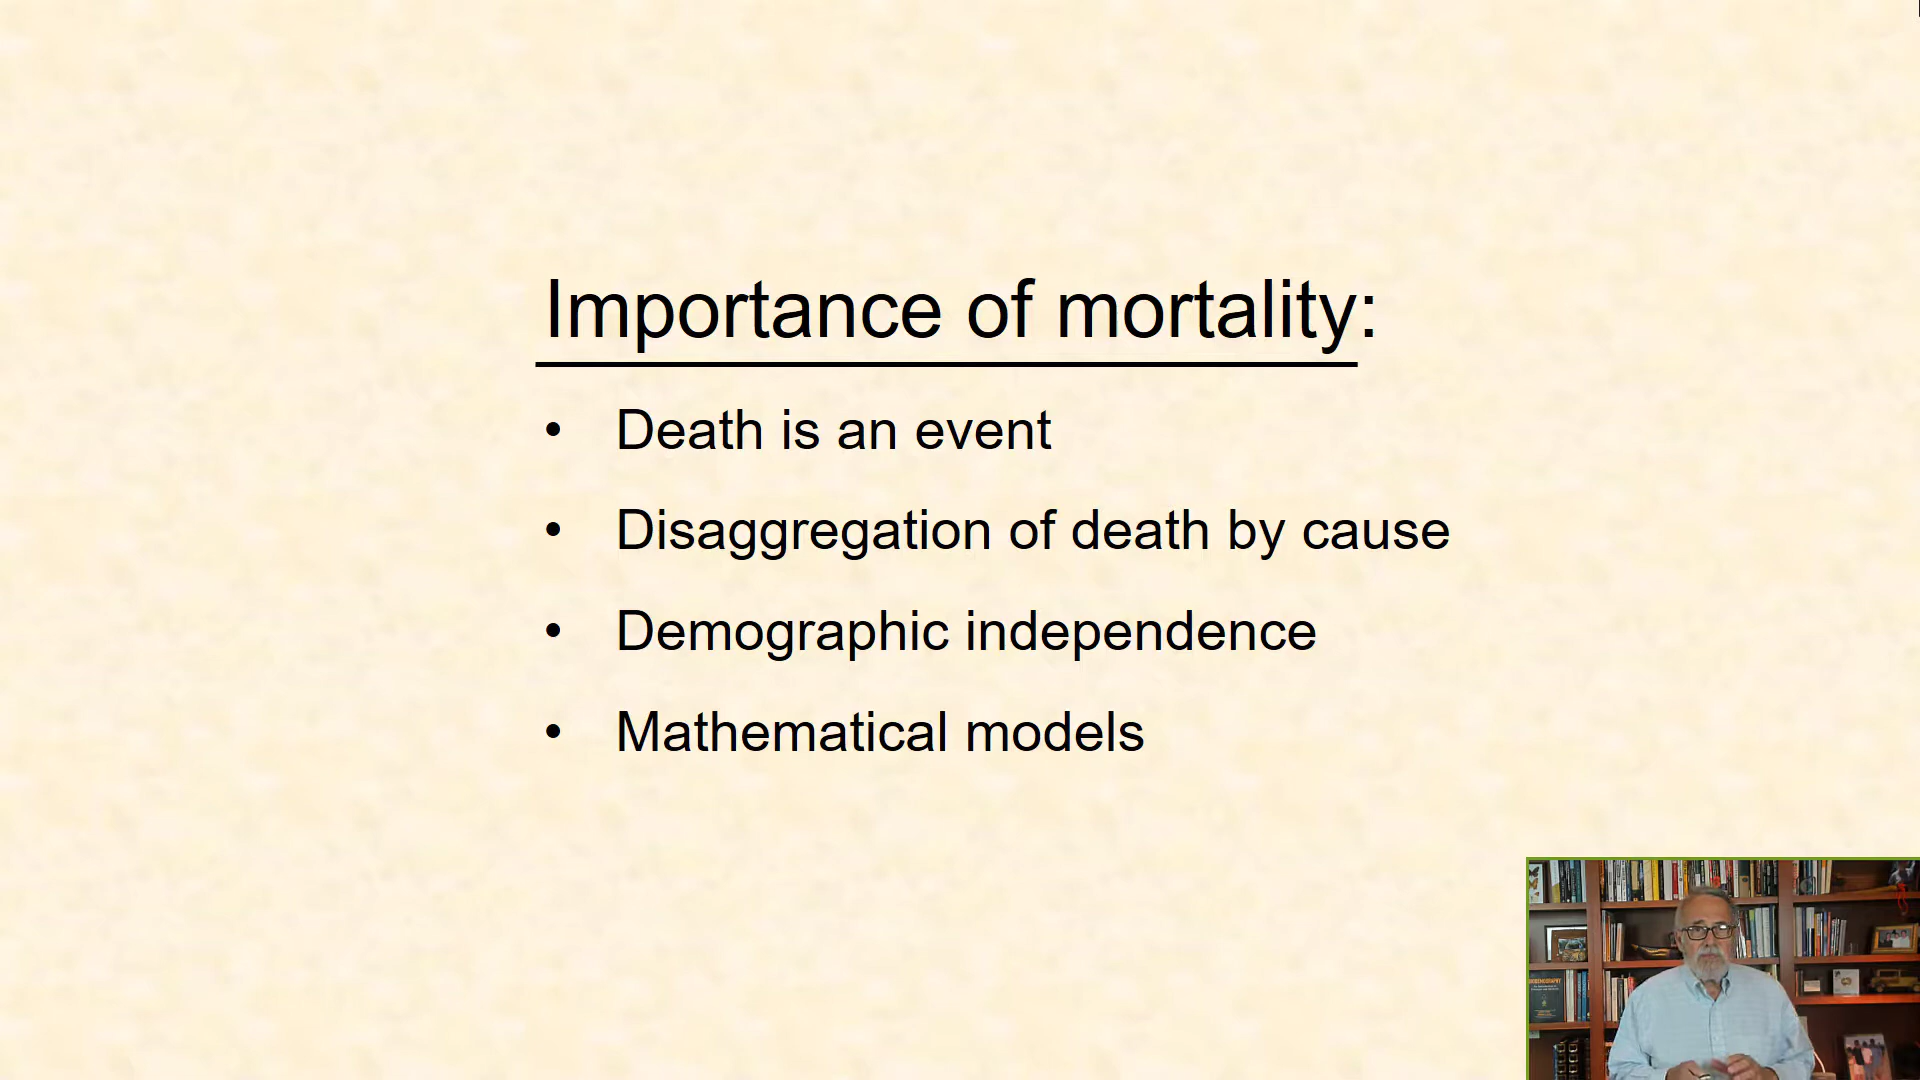 Importance of mortality:
• Death is an event
• Disaggregation of death by cause
• Demographic independence
• Mathematical models